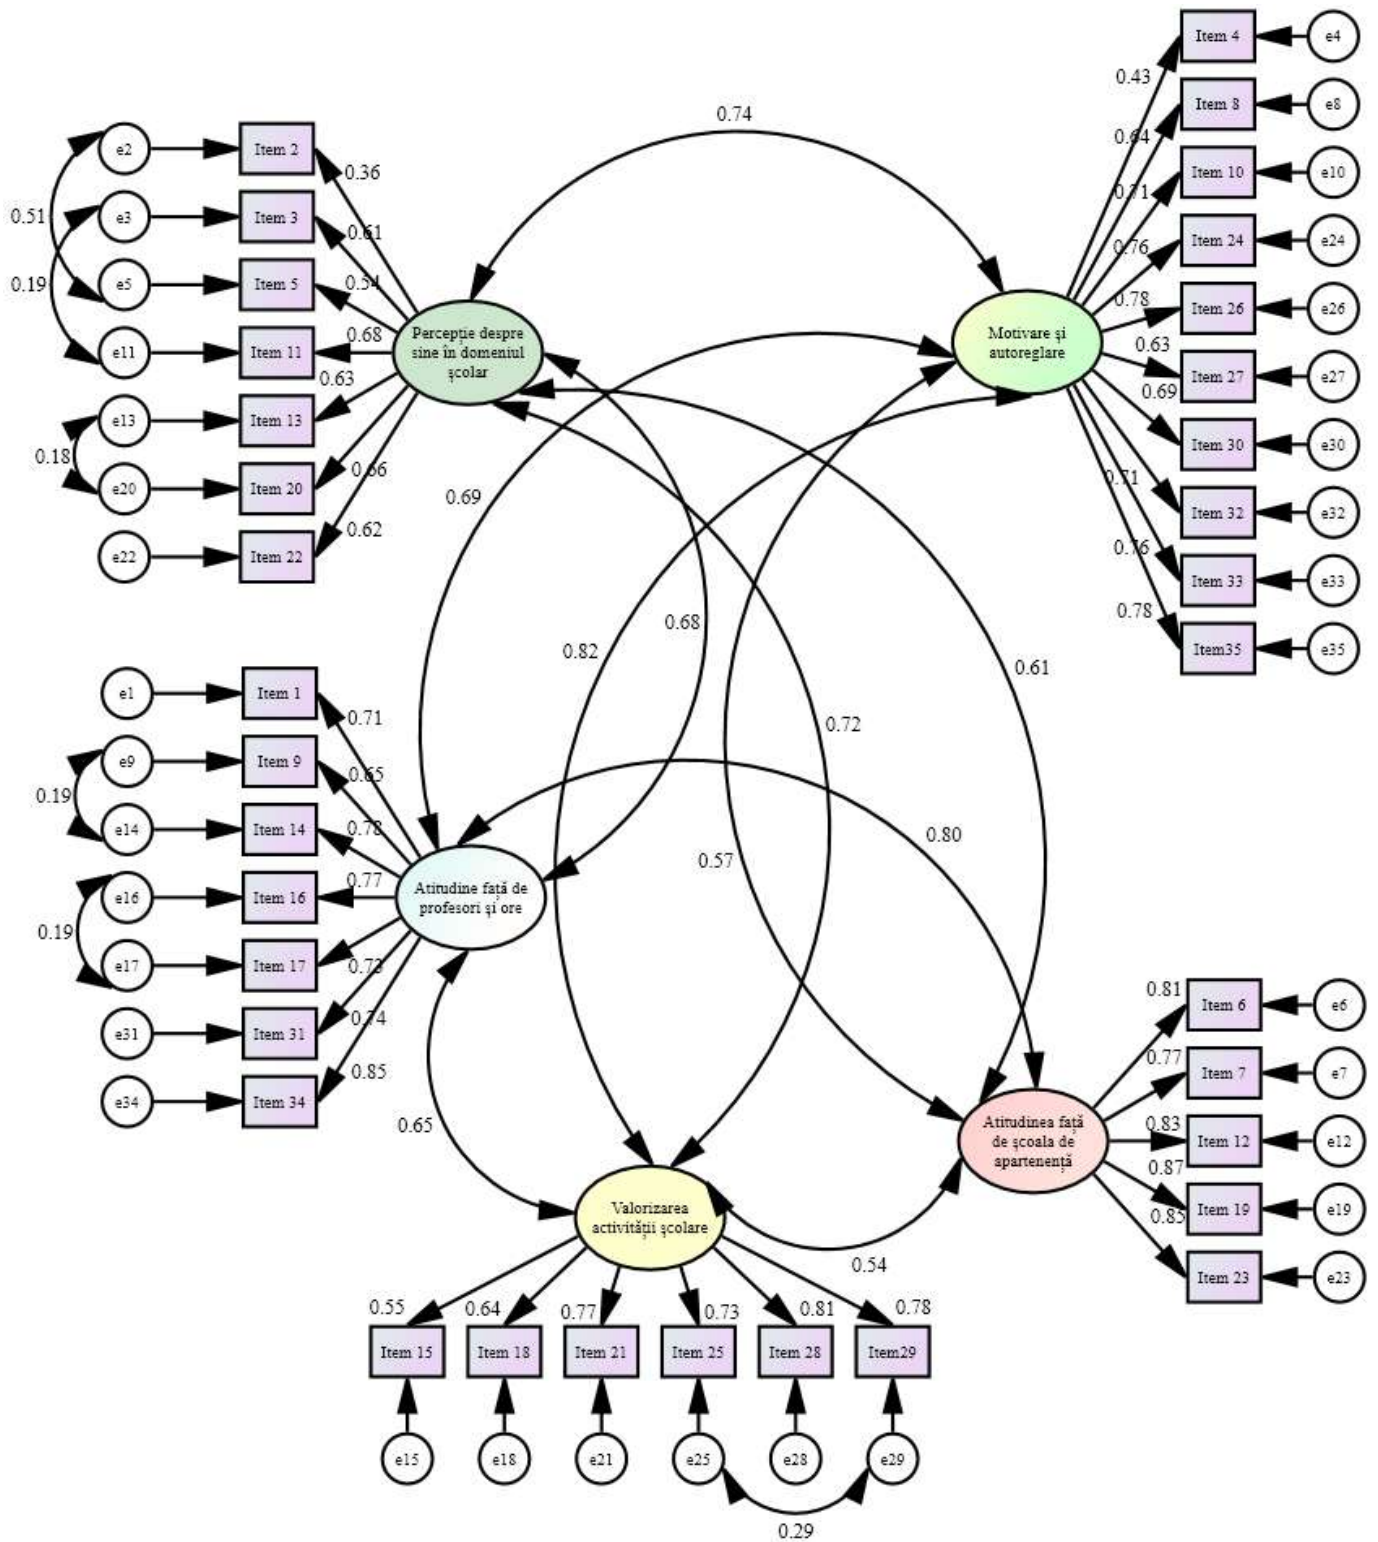 Item 4
e4
0.43
Item 8
e8
0.64
Item 10
e10
0.71
Item 24
e24
0.76
Item 26
e26
0.78
Item 27
e27
0.63
Item 30
e30
0.69
Item 32
e32
0.71
Item 33
e33
0.76
Item35
e35
0.78
Motivare și
autoreglare
0.74
e2
Item 2
0.36
e3
Item 3
0.61
e5
Item 5
0.54
e11
Item 11
0.68
e13
Item 13
0.63
e20
Item 20
0.66
e22
Item 22
0.62
0.51
0.19
0.18
Percepție despre
sine în domeniul
școlar
0.69
0.68
0.82
0.61
0.72
0.57
0.80
e1
Item 1
0.71
e9
Item 9
0.65
e14
Item 14
0.78
e16
Item 16
0.77
e17
Item 17
0.73
e31
Item 31
0.74
e34
Item 34
0.85
0.19
0.19
Atitudine față de
profesori și ore
0.65
Atitudinea față
de școala de
apartenență
0.81
Item 6
e6
0.77
Item 7
e7
0.83
Item 12
e12
0.87
Item 19
e19
0.85
Item 23
e23
0.54
Valorizarea
activității școlare
0.55
0.64
0.77
0.73
0.81
0.78
Item 15
Item 18
Item 21
Item 25
Item 28
Item29
e15
e18
e21
e25
e28
e29
0.29